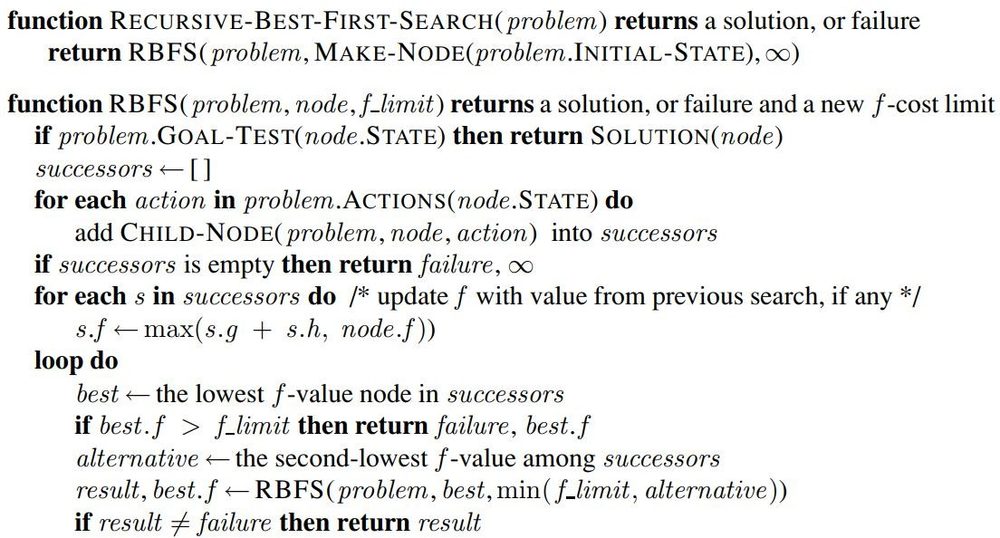 function RECURSIVE-BEST-FIRST-SEARCH(problem) returns a solution, or failure
return RBFS(problem, MAKE-NODE(problem.INITIAL-STATE), ∞)
function RBFS(problem, node, f_limit) returns a solution, or failure and a new f-cost limit
if problem.GOAL-TEST(node.STATE) then return SOLUTION(node)
successors ← [ ]
for each action in problem.ACTIONS(node.STATE) do
add CHILD-NODE(problem, node, action) into successors
if successors is empty then return failure, ∞
for each s in successors do /* update f with value from previous search, if any */
s.f ← max(s.g + s.h, node.f))
loop do
best ← the lowest f-value node in successors
if best.f > f_limit then return failure, best.f
alternative ← the second-lowest f-value among successors
result, best.f ← RBFS(problem, best, min(f_limit, alternative))
if result ≠ failure then return result